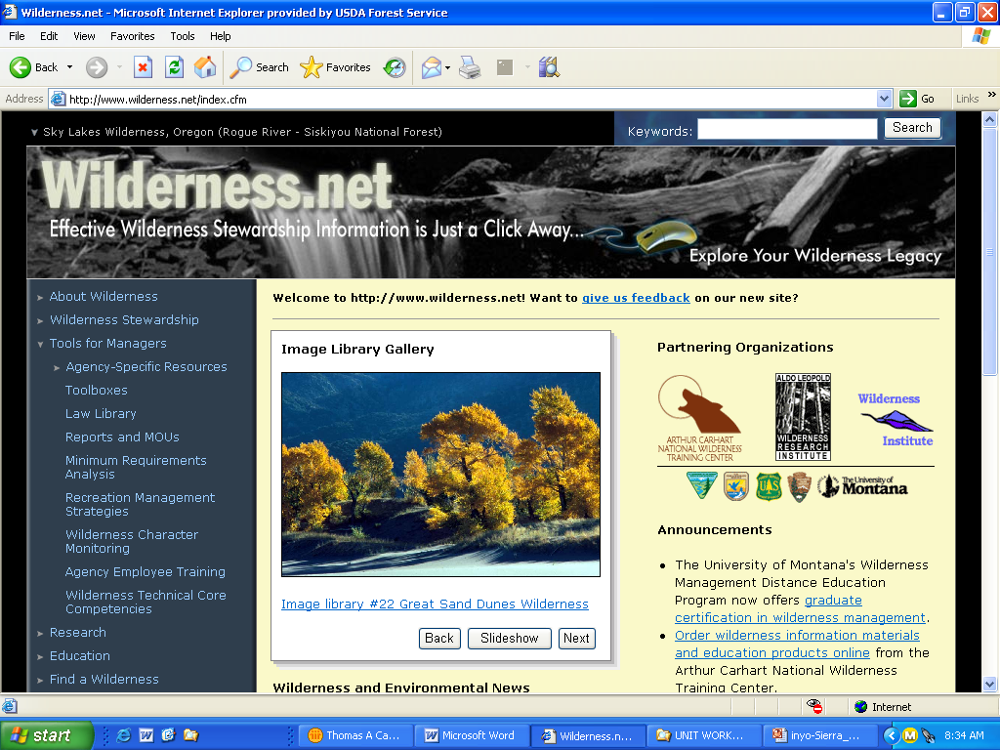 Wilderness.net - Microsoft Internet Explorer provided by USDA Forest Service
File Edit View Favorites Tools Help
Back Search Favorites
Address http://www.wilderness.net/index.cfm Go Links »
Sky Lakes Wilderness, Oregon (Rogue River - Siskiyou National Forest)
Keywords: Search
Wilderness.net
Effective Wilderness Stewardship Information is Just a Click Away...
Explore Your Wilderness Legacy
About Wilderness
Wilderness Stewardship
Tools for Managers
Agency-Specific Resources
Toolboxes
Law Library
Reports and MOUs
Minimum Requirements
Analysis
Recreation Management
Strategies
Wilderness Character
Monitoring
Agency Employee Training
Wilderness Technical Core
Competencies
Research
Education
Find a Wilderness
Welcome to http://www.wilderness.net! Want to give us feedback on our new site?
Image Library Gallery
Image library #22 Great Sand Dunes Wilderness
Back Slideshow Next
Wilderness and Environmental News
Partnering Organizations
ARTHUR CARHART
NATIONAL WILDERNESS
TRAINING CENTER
ALDO LEOPOLD
WILDERNESS
RESEARCH
INSTITUTE
Wilderness
Institute
UAS
The University of
Montana
Announcements
• The University of Montana's Wilderness
Management Distance Education
Program now offers graduate
certification in wilderness management.
• Order wilderness information materials
and education products online from the
Arthur Carhart National Wilderness
Training Center.
Internet
start
Thomas A Ca...
Microsoft Word
Wilderness.n...
UNIT WORK...
inyo-Sierra_...
8:34 AM